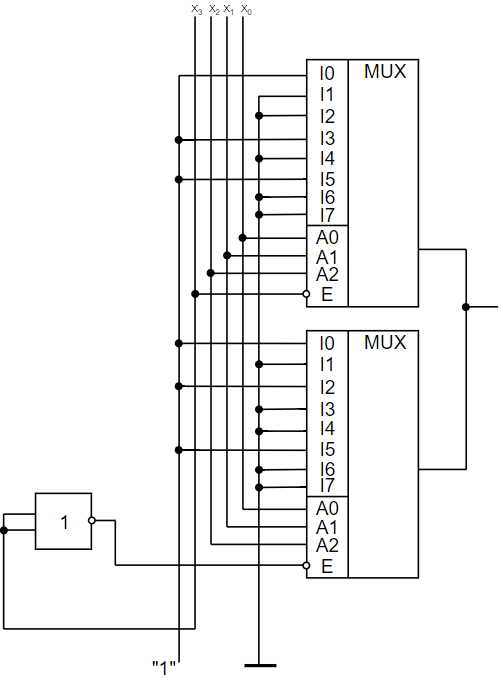 X3 X2 X1 X0
I0 MUX
I1
I2
I3
I4
I5
I6
I7
A0
A1
A2
E
I0 MUX
I1
I2
I3
I4
I5
I6
I7
A0
A1
A2
E
1
"1"